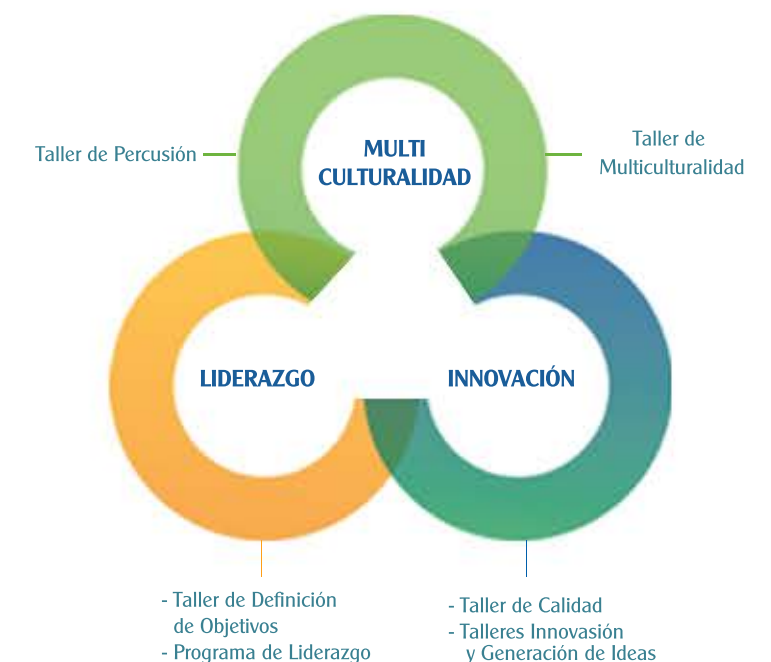 MULTI
CULTURALIDAD
Taller de Percusión
Taller de
Multiculturalidad
LIDERAZGO
INNOVACIÓN
- Taller de Definición
de Objetivos
- Programa de Liderazgo
- Taller de Calidad
- Talleres Innovasión
y Generación de Ideas